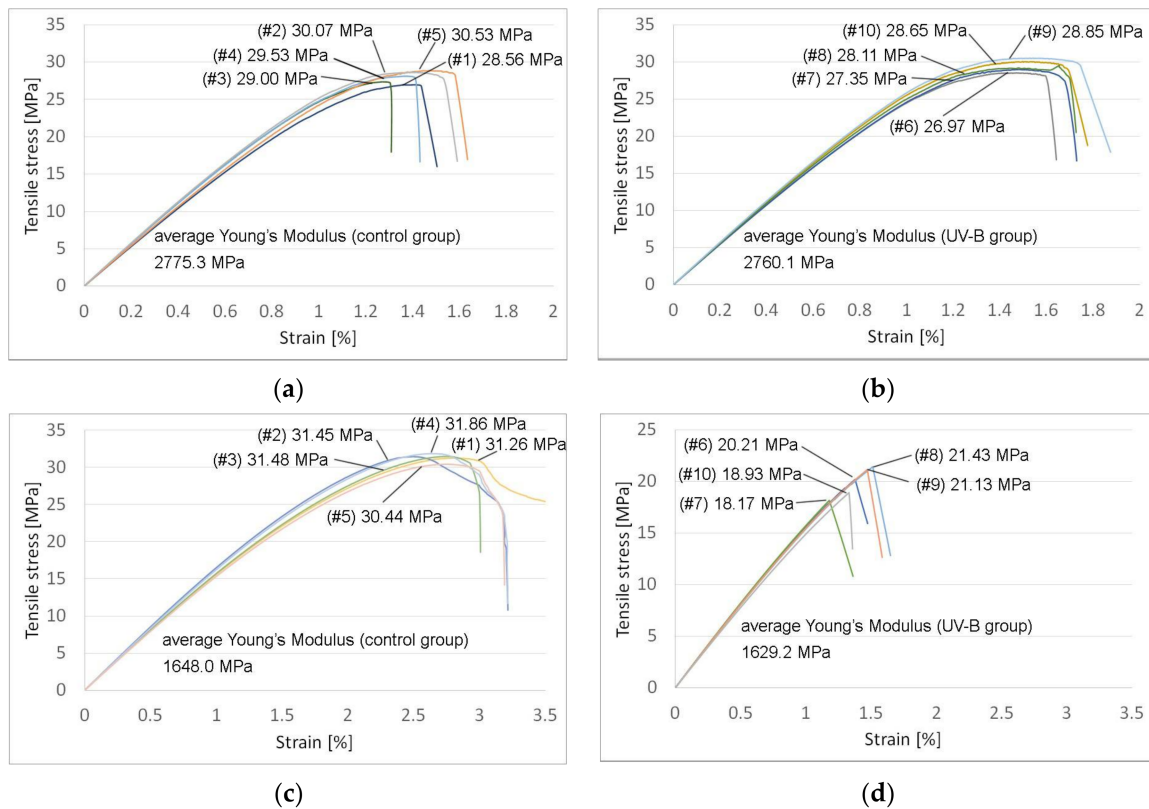 35
30
25
20
15
10
5
0
Tensile stress [MPa]
(#2) 30.07 MPa
(#5) 30.53 MPa
(#4) 29.53 MPa
(#1) 28.56 MPa
(#3) 29.00 MPa
average Young's Modulus (control group)
2775.3 MPa
0 0.2 0.4 0.6 0.8 1 1.2 1.4 1.6 1.8 2
Strain [%]
(a)
35
30
25
20
15
10
5
0
Tensile stress [MPa]
(#10) 28.65 MPa
(#9) 28.85 MPa
(#8) 28.11 MPa
(#7) 27.35 MPa
(#6) 26.97 MPa
average Young's Modulus (UV-B group)
2760.1 MPa
0 0.2 0.4 0.6 0.8 1 1.2 1.4 1.6 1.8 2
Strain [%]
(b)
35
30
25
20
15
10
5
0
Tensile stress [MPa]
(#4) 31.86 MPa
(#2) 31.45 MPa
(#1) 31.26 MPa
(#3) 31.48 MPa
(#5) 30.44 MPa
average Young's Modulus (control group)
1648.0 MPa
0 0.5 1 1.5 2 2.5 3 3.5
Strain [%]
(c)
25
20
15
10
5
0
Tensile stress [MPa]
(#6) 20.21 MPa
(#8) 21.43 MPa
(#10) 18.93 MPa
(#9) 21.13 MPa
(#7) 18.17 MPa
average Young's Modulus (UV-B group)
1629.2 MPa
0 0.5 1 1.5 2 2.5 3 3.5
Strain [%]
(d)